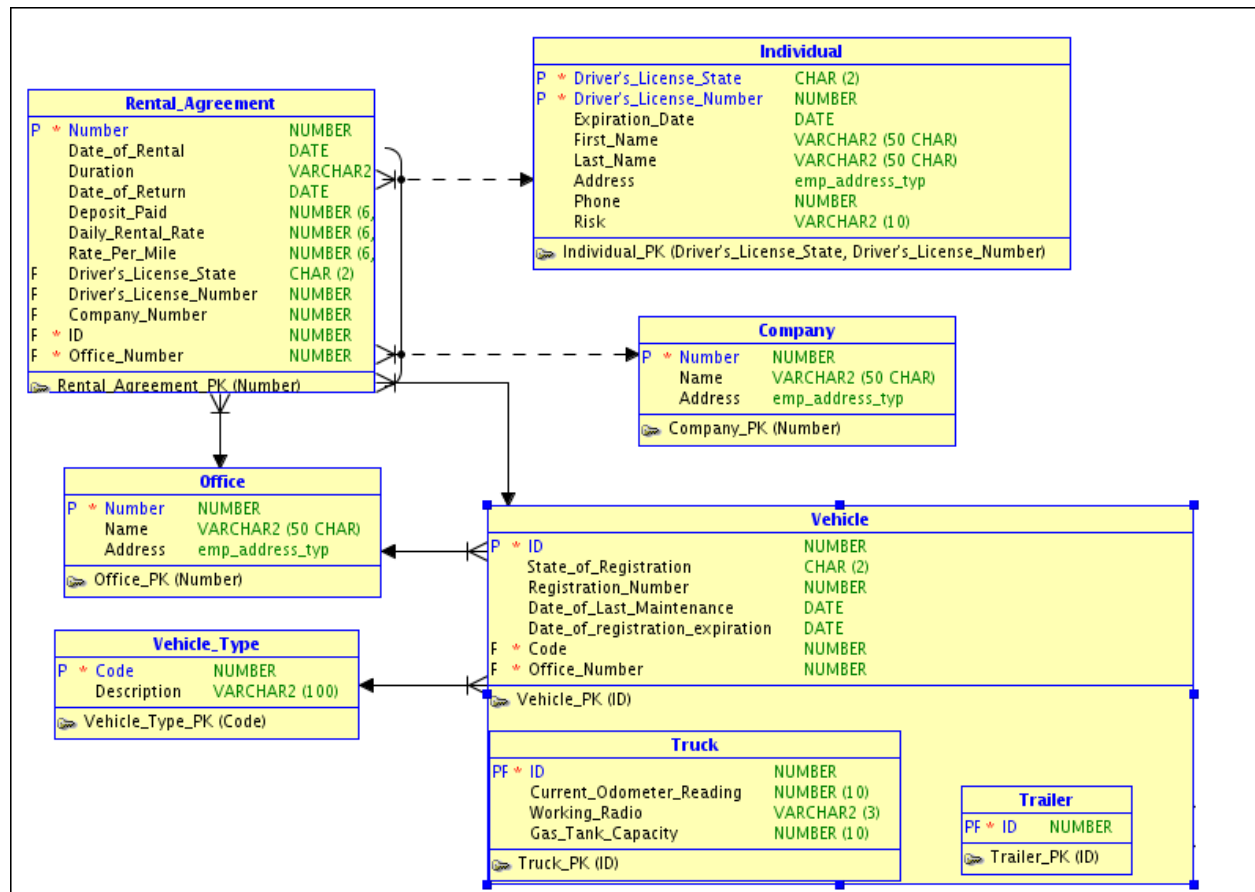 Rental_Agreement
P * Number NUMBER
Date_of_Rental DATE
Duration VARCHAR2
Date_of_Return DATE
Deposit_Paid NUMBER (6,
Daily_Rental_Rate NUMBER (6,
Rate_Per_Mile NUMBER (6,
F Driver's_License_State CHAR (2)
F Driver's_License_Number NUMBER
F Company_Number NUMBER
F * ID NUMBER
F * Office_Number NUMBER
Rental_Agreement_PK (Number)
Individual
P * Driver's_License_State CHAR (2)
P * Driver's_License_Number NUMBER
Expiration_Date DATE
First_Name VARCHAR2 (50 CHAR)
Last_Name VARCHAR2 (50 CHAR)
Address emp_address_typ
Phone NUMBER
Risk VARCHAR2 (10)
Individual_PK (Driver's_License_State, Driver's_License_Number)
Company
P * Number NUMBER
Name VARCHAR2 (50 CHAR)
Address emp_address_typ
Company_PK (Number)
Office
P * Number NUMBER
Name VARCHAR2 (50 CHAR)
Address emp_address_typ
Office_PK (Number)
Vehicle_Type
P * Code NUMBER
Description VARCHAR2 (100)
Vehicle_Type_PK (Code)
Vehicle
P * ID NUMBER
State_of_Registration CHAR (2)
Registration_Number NUMBER
Date_of_Last_Maintenance DATE
Date_of_registration_expiration DATE
F * Code NUMBER
F * Office_Number NUMBER
Vehicle_PK (ID)
Truck
PF * ID NUMBER
Current_Odometer_Reading NUMBER (10)
Working_Radio VARCHAR2 (3)
Gas_Tank_Capacity NUMBER (10)
Truck_PK (ID)
Trailer
PF * ID NUMBER
Trailer_PK (ID)